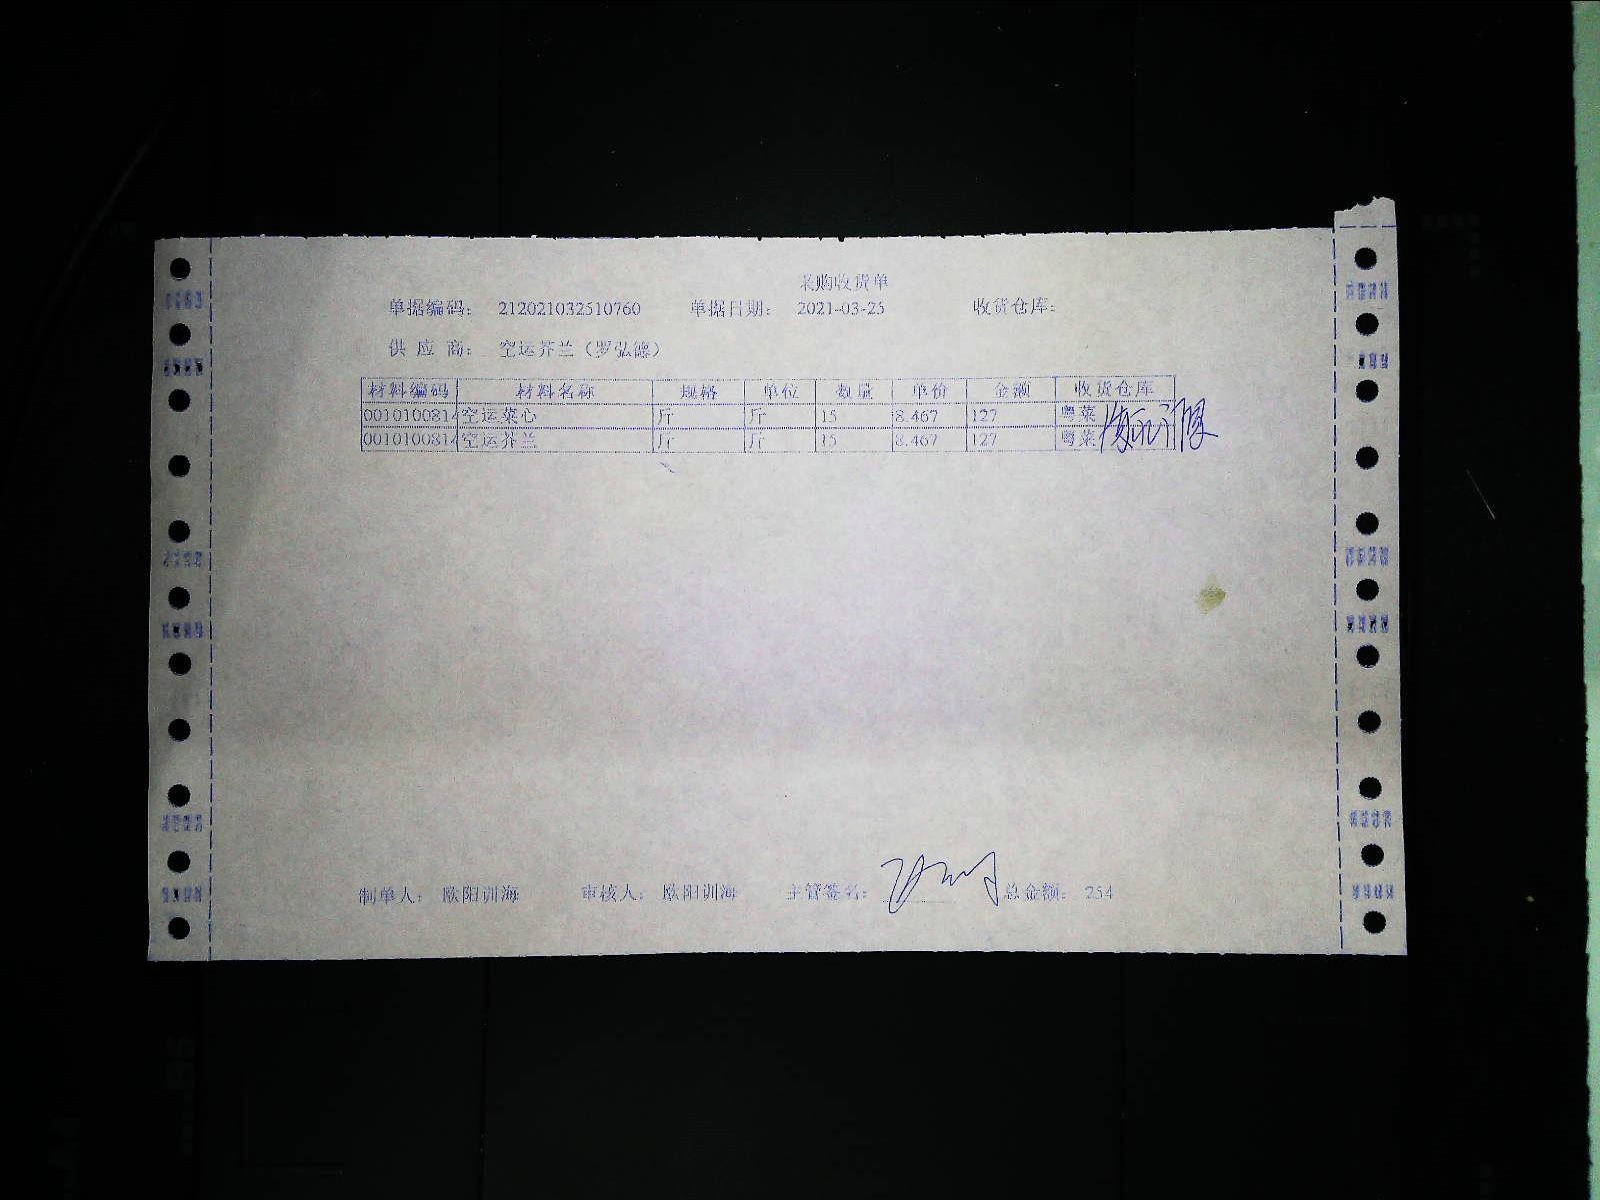 采购收货单
单据编码： 212021032510760 单据日期： 2021-03-25 收货仓库：
供 应 商： 空运芥兰（罗弘德）
材料编码 材料名称 规格 单位 数量 单价 金额 收货仓库
0010100814 空运菜心 斤 斤 15 8.467 127 粤菜
0010100814 空运芥兰 斤 斤 15 8.467 127 粤菜
制单人： 欧阳训海 审核人： 欧阳训海 主管签名： 总金额： 254